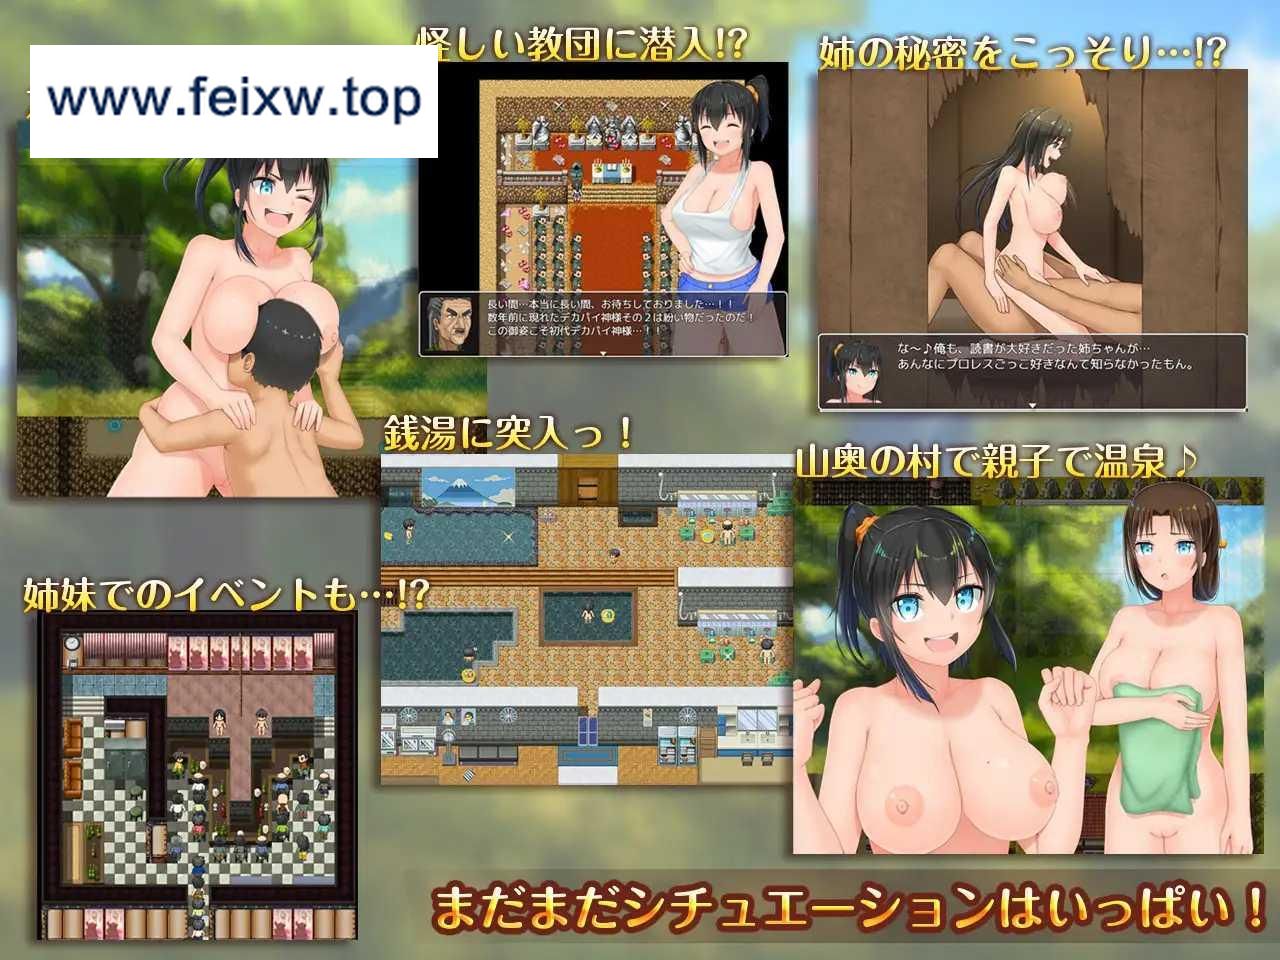 怪しい教団に潜入!?
姉の秘密をこっそり…!?
www.feixw.top
長い間…本当に長い間、お待ちしておりました…！！
数年前に現れたデカパイ神様その２は紛い物だったのだ！
この御姿こそ初代デカパイ神様…！！
な～♪俺も、読書が大好きだった姉ちゃんが…
あんなにプロレスごっこ好きなんて知らなかったもん。
銭湯に突入っ！
山奥の村で親子で温泉♪
姉妹でのイベントも…!?
まだまだシチュエーションはいっぱい！